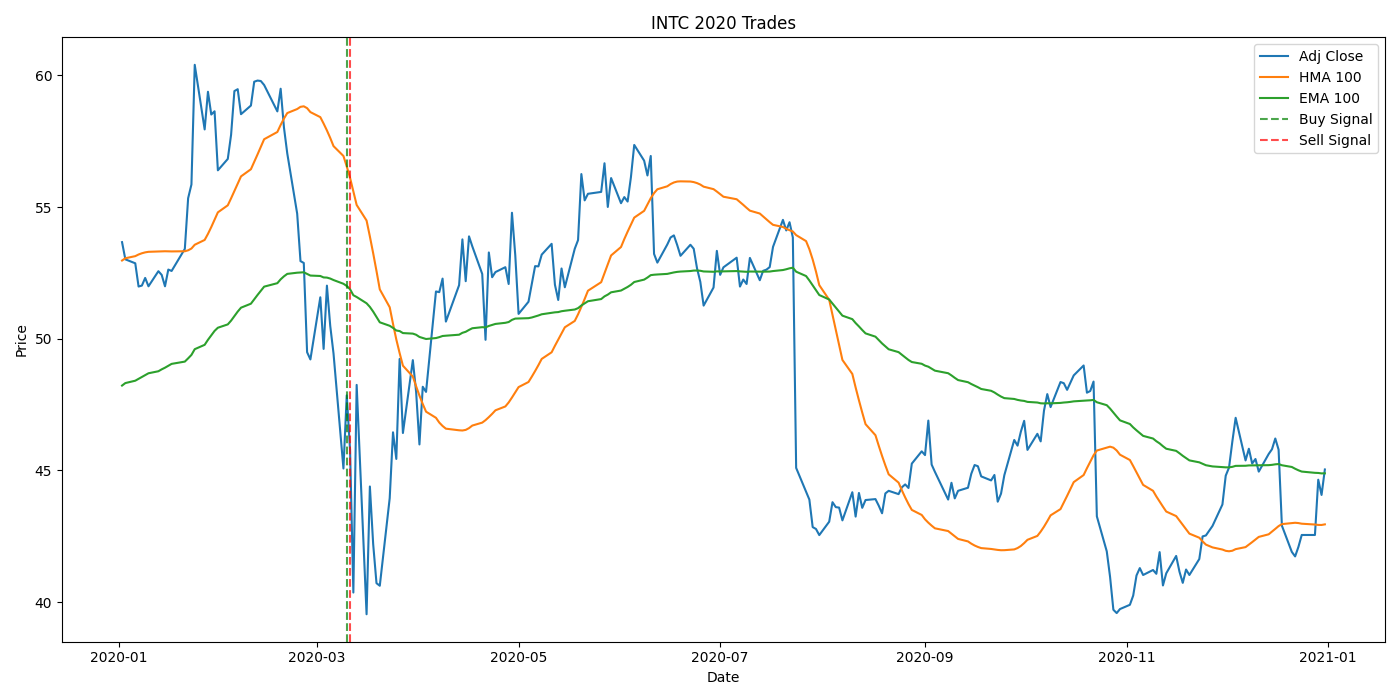 INTC 2020 Trades
Adj Close
HMA 100
EMA 100
Buy Signal
Sell Signal
Price
60
55
50
45
40
2020-01
2020-03
2020-05
2020-07
2020-09
2020-11
2021-01
Date